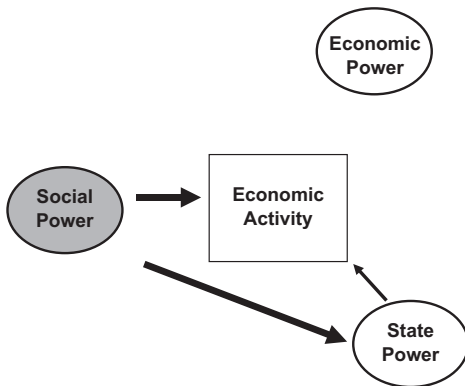 Economic
Power
Social
Power
Economic
Activity
State
Power